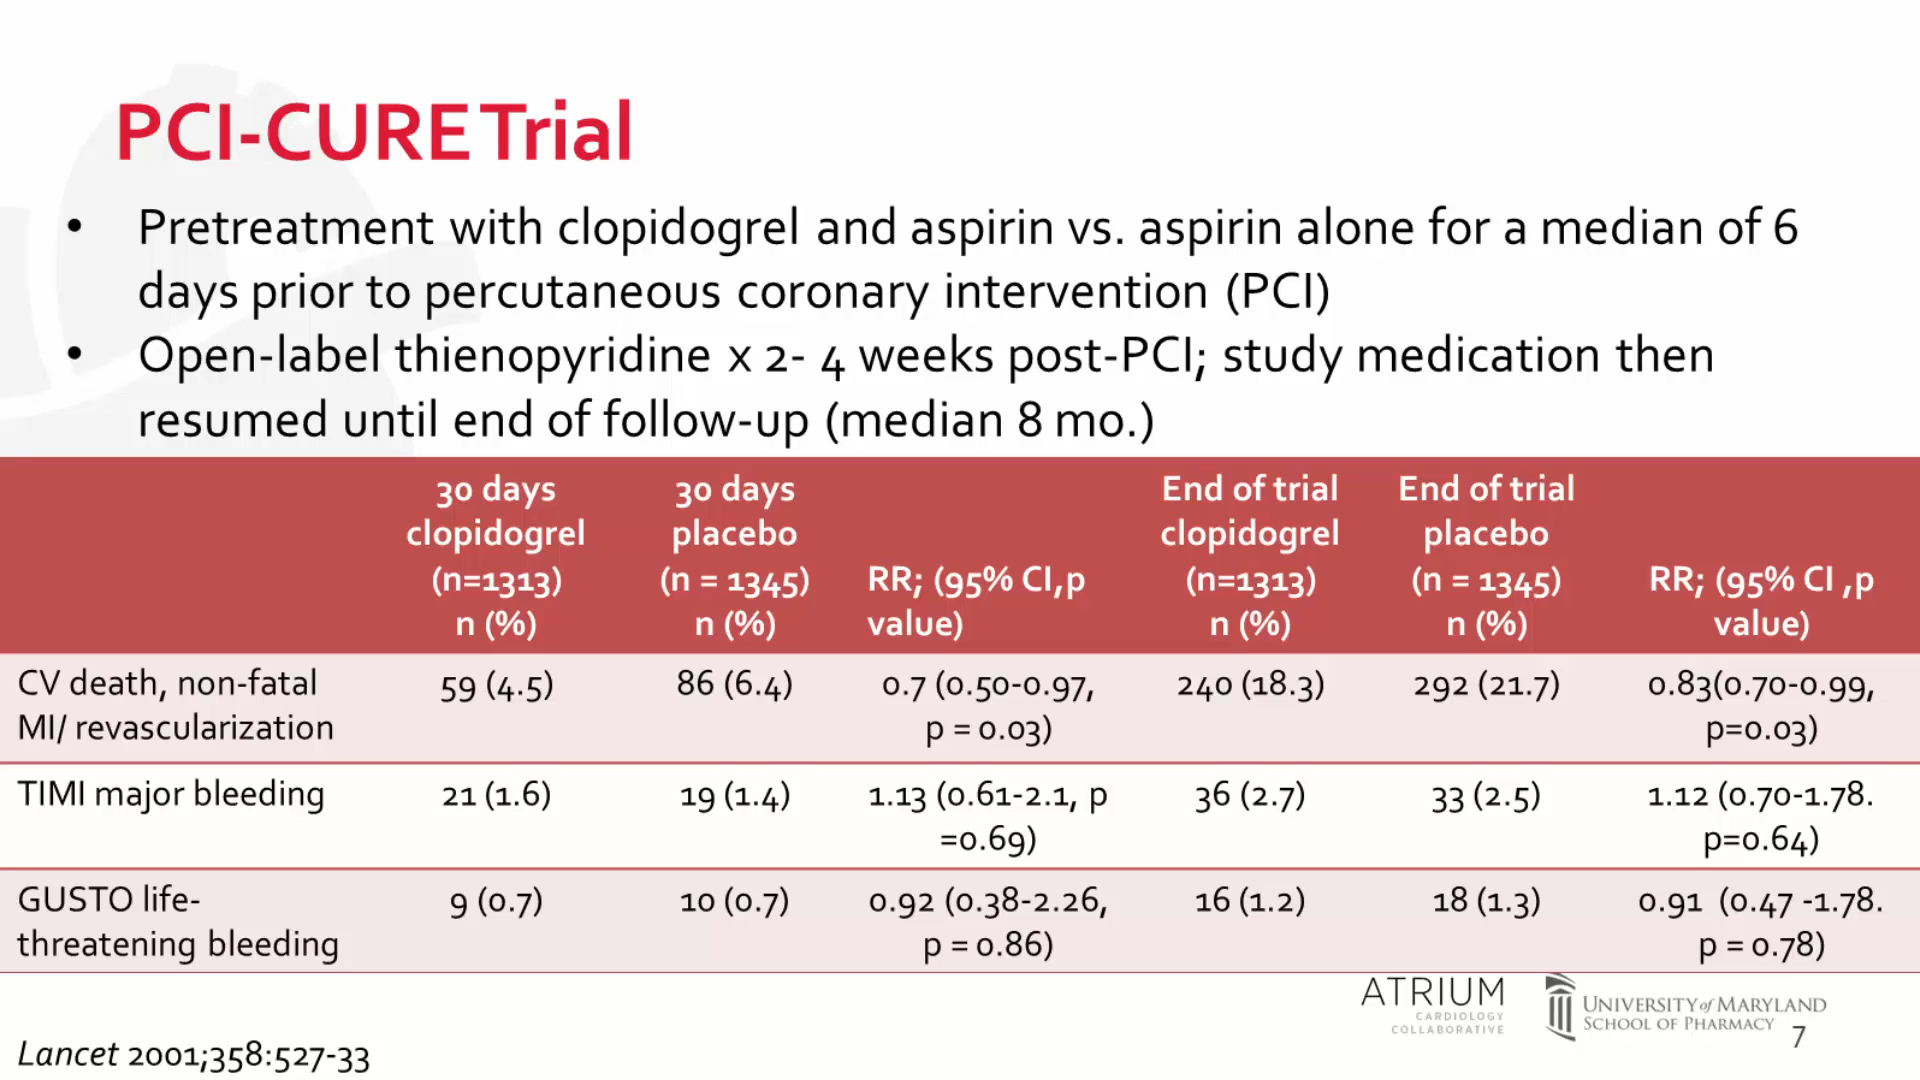 PCI-CURE Trial
• Pretreatment with clopidogrel and aspirin vs. aspirin alone for a median of 6
days prior to percutaneous coronary intervention (PCI)
• Open-label thienopyridine x 2- 4 weeks post-PCI; study medication then
resumed until end of follow-up (median 8 mo.)
30 days clopidogrel (n=1313) n (%)
30 days placebo (n = 1345) n (%)
RR; (95% CI,p value)
End of trial clopidogrel (n=1313) n (%)
End of trial placebo (n = 1345) n (%)
RR; (95% CI ,p value)
CV death, non-fatal MI/ revascularization
59 (4.5)
86 (6.4)
0.7 (0.50-0.97, p = 0.03)
240 (18.3)
292 (21.7)
0.83(0.70-0.99, p=0.03)
TIMI major bleeding
21 (1.6)
19 (1.4)
1.13 (0.61-2.1, p =0.69)
36 (2.7)
33 (2.5)
1.12 (0.70-1.78. p=0.64)
GUSTO life-threatening bleeding
9 (0.7)
10 (0.7)
0.92 (0.38-2.26, p = 0.86)
16 (1.2)
18 (1.3)
0.91 (0.47 -1.78. p = 0.78)
ATRIUM
CARDIOLOGY
COLLABORATIVE
UNIVERSITY of MARYLAND
SCHOOL OF PHARMACY
7
Lancet 2001;358:527-33